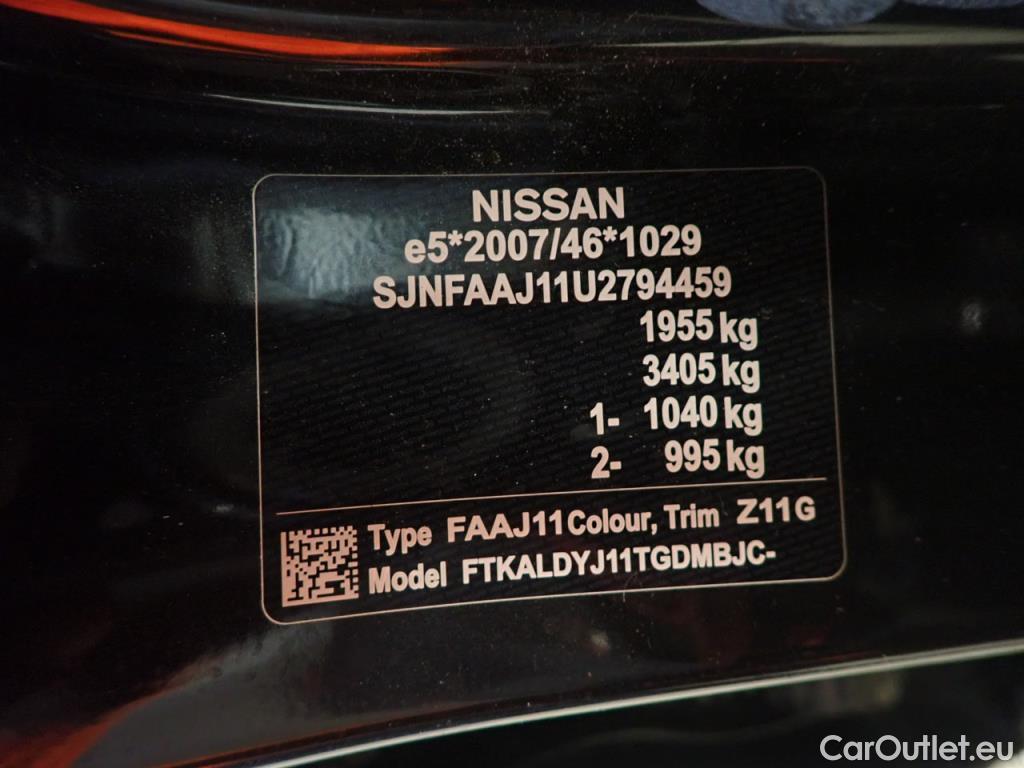 NISSAN
e5*2007/46*1029
SJNFAAJ11U2794459
1955 kg
3405 kg
1- 1040 kg
2- 995 kg
Type FAAJ11 Colour, Trim Z11G
Model FTKALDYJ11TGDMBJC-
CarOutlet.eu